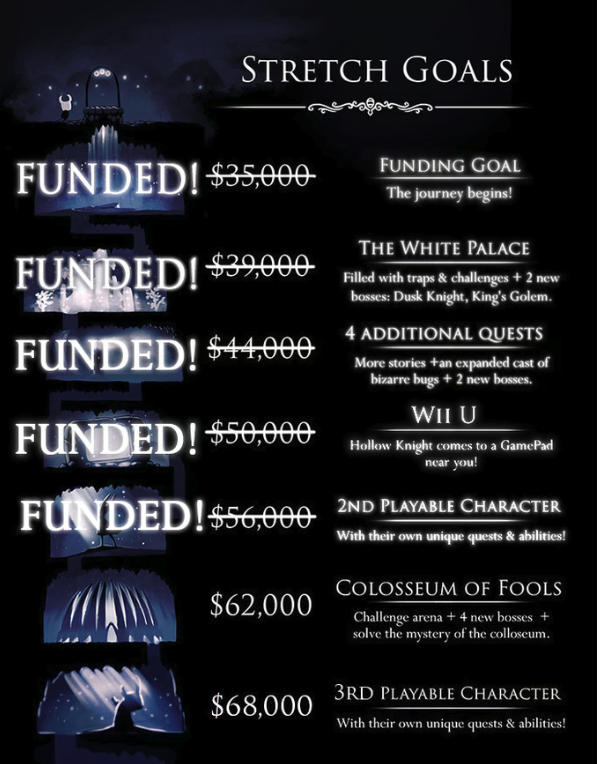 STRETCH GOALS
FUNDED! $35,000 FUNDING GOAL
The journey begins!
FUNDED! $39,000 THE WHITE PALACE
Filled with traps & challenges + 2 new
bosses: Dusk Knight, King's Golem.
FUNDED! $44,000 4 ADDITIONAL QUESTS
More stories +an expanded cast of
bizarre bugs + 2 new bosses.
FUNDED! $50,000 WII U
Hollow Knight comes to a GamePad
near you!
FUNDED! $56,000 2ND PLAYABLE CHARACTER
With their own unique quests & abilities!
$62,000 COLOSSEUM OF FOOLS
Challenge arena + 4 new bosses +
solve the mystery of the colloseum.
$68,000 3RD PLAYABLE CHARACTER
With their own unique quests & abilities!